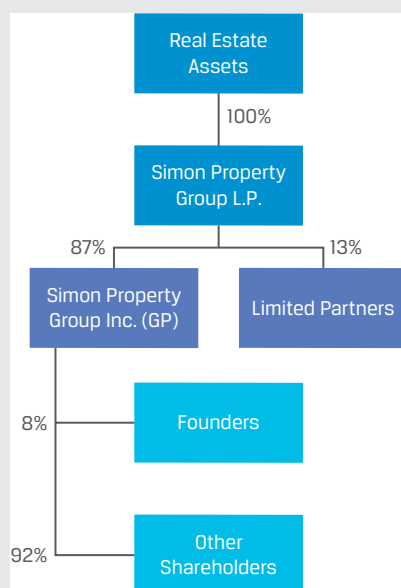 Real Estate
Assets
100%
Simon Property
Group L.P.
87%
13%
Simon Property
Group Inc. (GP)
Limited Partners
8%
Founders
92%
Other
Shareholders